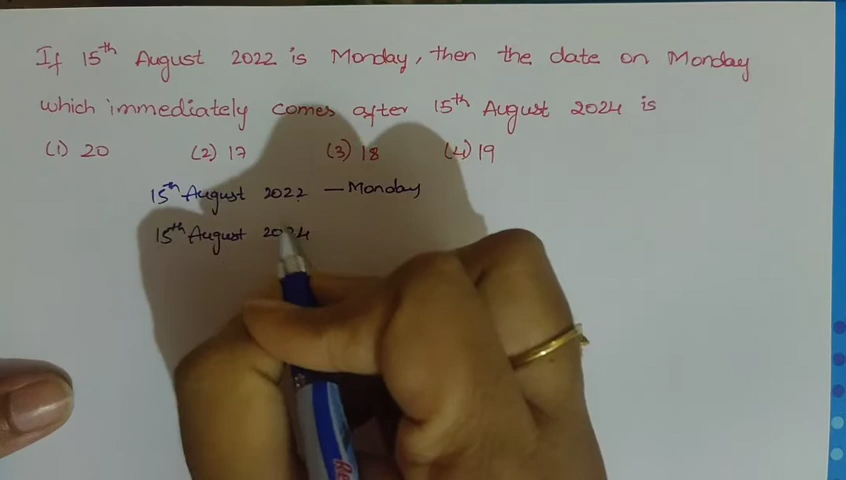 If 15th August 2022 is Monday, then the date on Monday
which immediately comes after 15th August 2024 is
(1) 20 (2) 17 (3) 18 (4) 19
15th August 2022 — Monday
15th August 2024